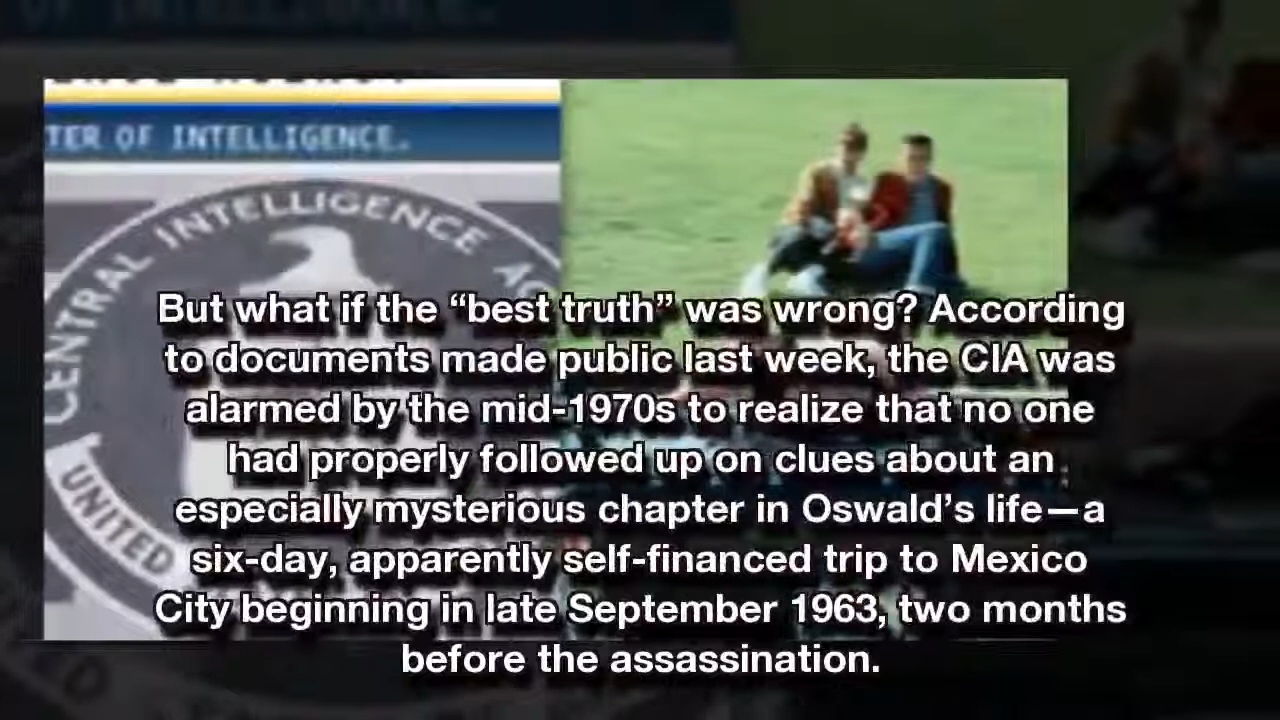 TER OF INTELLIGENCE.
CENTRAL INTELLIGENCE
UNITED
But what if the “best truth” was wrong? According
to documents made public last week, the CIA was
alarmed by the mid-1970s to realize that no one
had properly followed up on clues about an
especially mysterious chapter in Oswald’s life—a
six-day, apparently self-financed trip to Mexico
City beginning in late September 1963, two months
before the assassination.